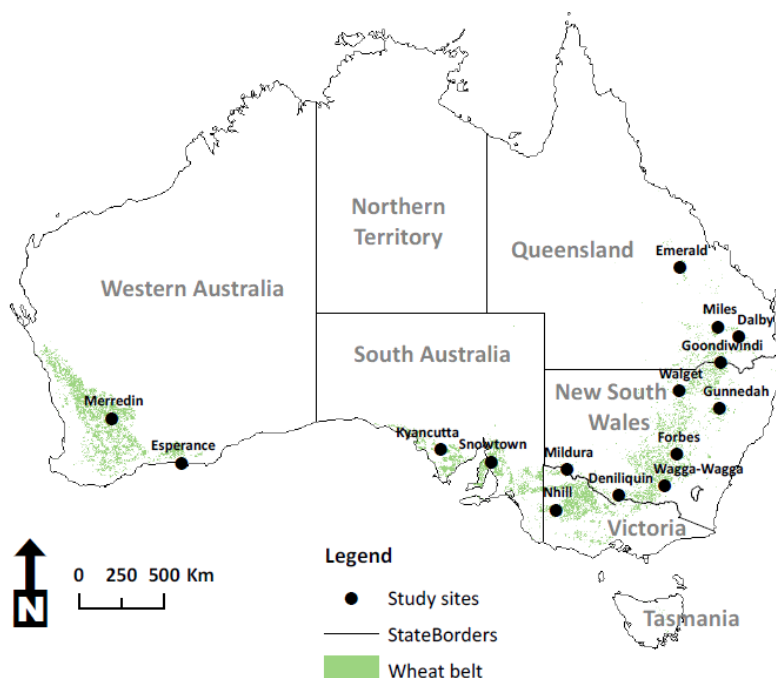 Northern
Territory
Emerald
Queensland
Western Australia
Miles
Dalby
Goondiwindi
South Australia
Walget
New South
Wales
Gunnedah
Merredin
Kyancutta
Forbes
Esperance
Snowtown
Mildura
Wagga-Wagga
Deniliquin
Nhill
Victoria
Legend
0 250 500 Km
Study sites
N
StateBorders
Tasmania
Wheat belt